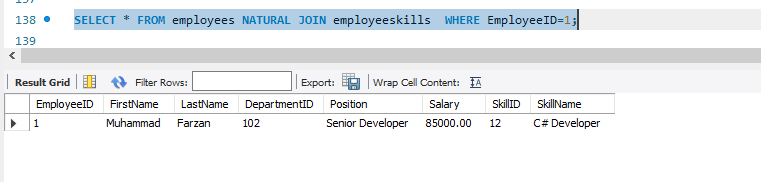 137
138 SELECT * FROM employees NATURAL JOIN employeeskills WHERE EmployeeID=1;
139
Result Grid Filter Rows: Export: Wrap Cell Content:
EmployeeID FirstName LastName DepartmentID Position Salary SkillID SkillName
1 Muhammad Farzan 102 Senior Developer 85000.00 12 C# Developer